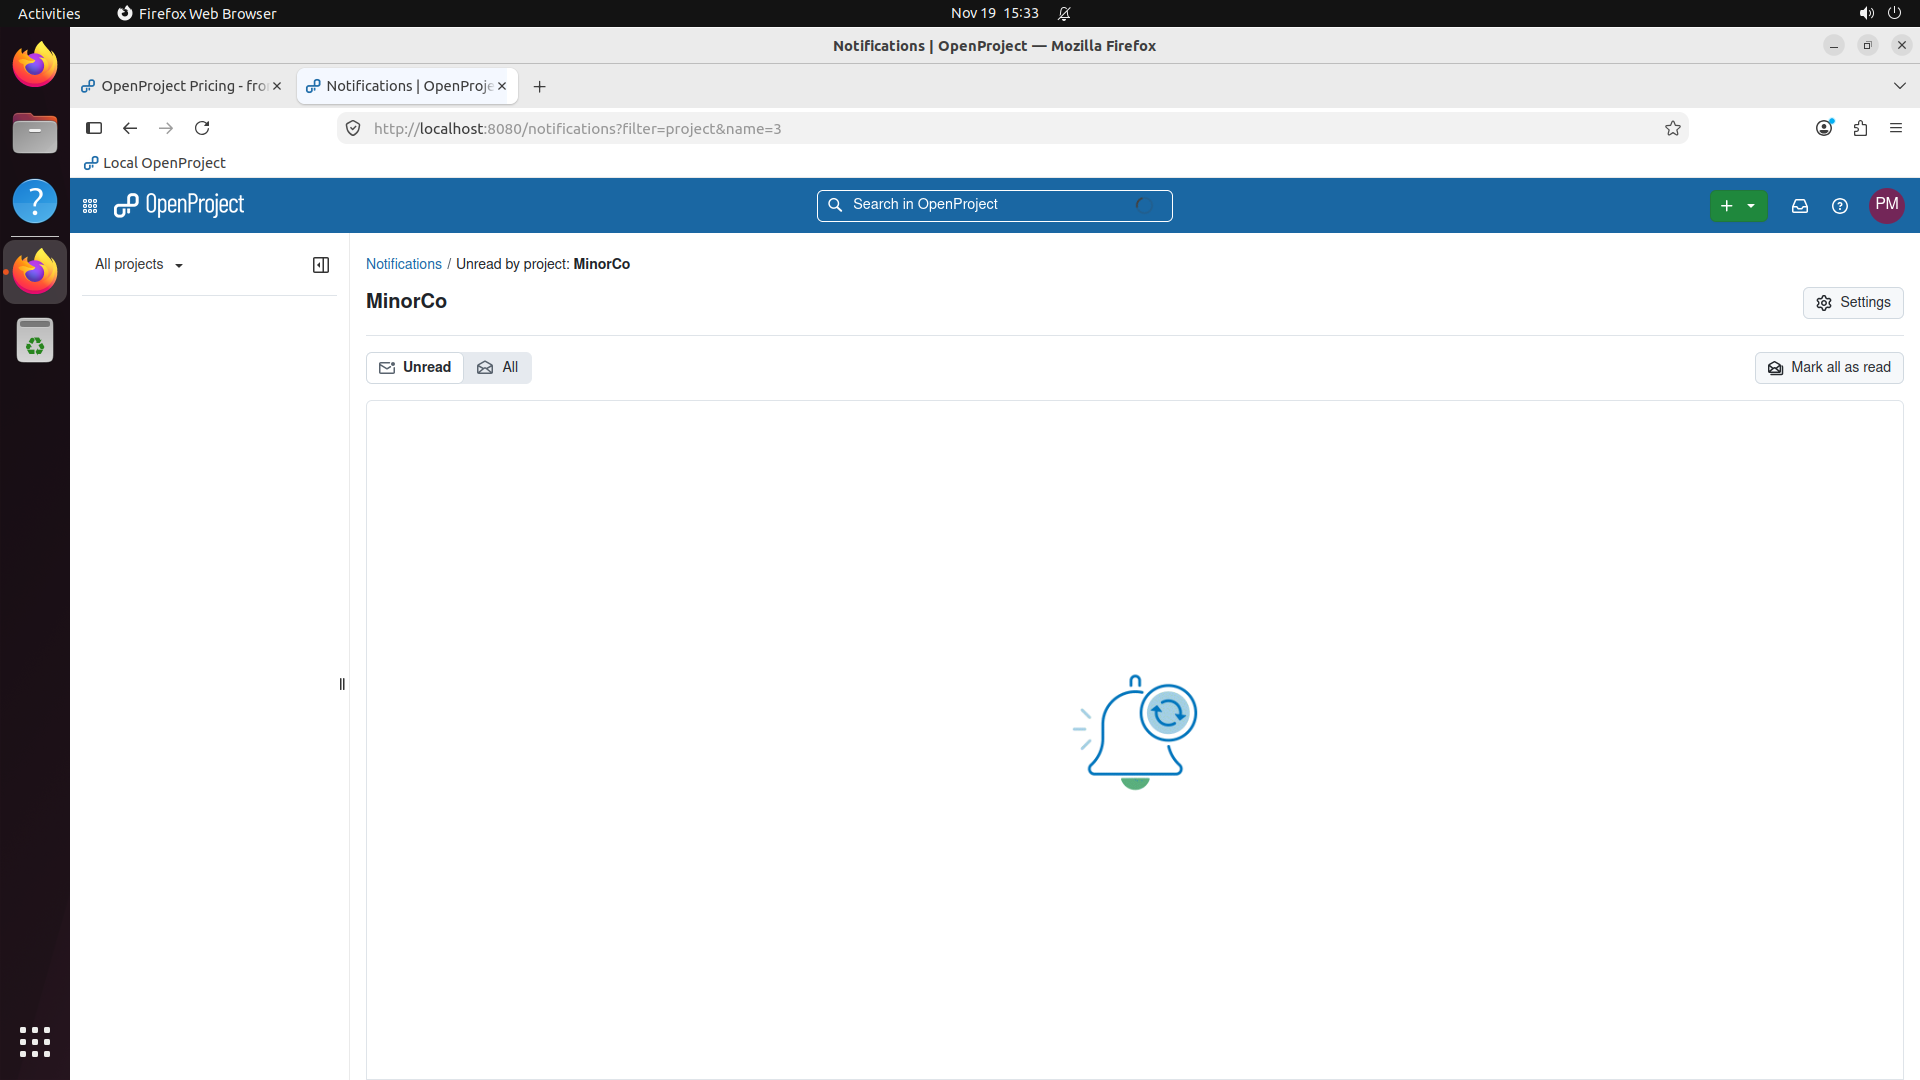 Activities
Firefox Web Browser
Nov 19 15:33
Notifications | OpenProject — Mozilla Firefox
OpenProject Pricing - fro
Notifications | OpenProje
http://localhost:8080/notifications?filter=project&name=3
Local OpenProject
OpenProject
Search in OpenProject
PM
All projects
Notifications / Unread by project: MinorCo
MinorCo
Settings
Unread
All
Mark all as read